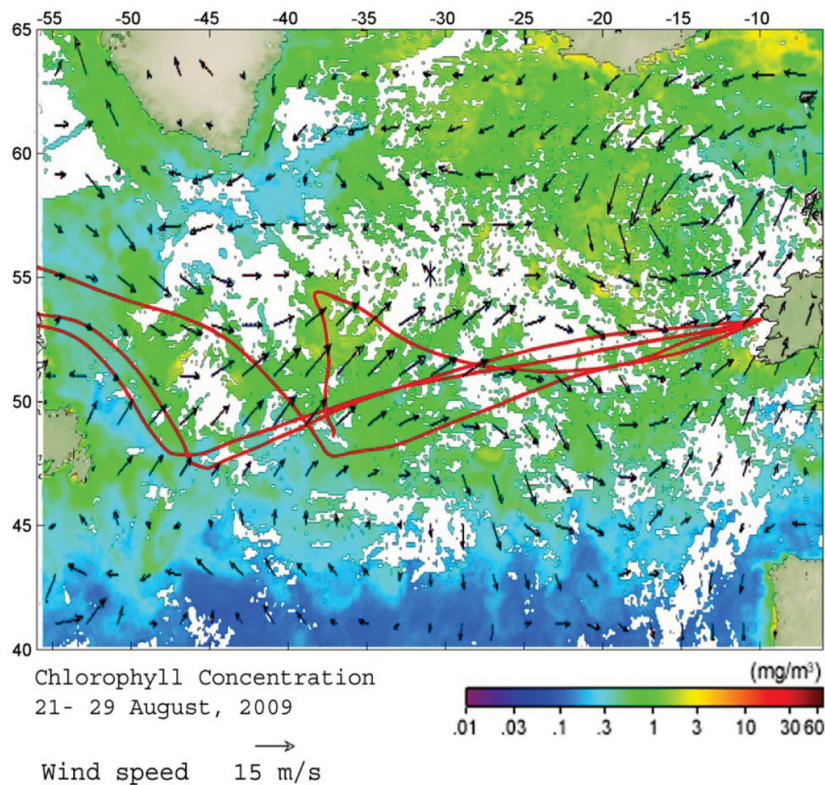 -55 -50 -45 -40 -35 -30 -25 -20 -15 -10
65
60
55
50
45
40
Chlorophyll Concentration
21- 29 August, 2009
(mg/m³)
.01 .03 .1 .3 1 3 10 30 60
Wind speed 15 m/s